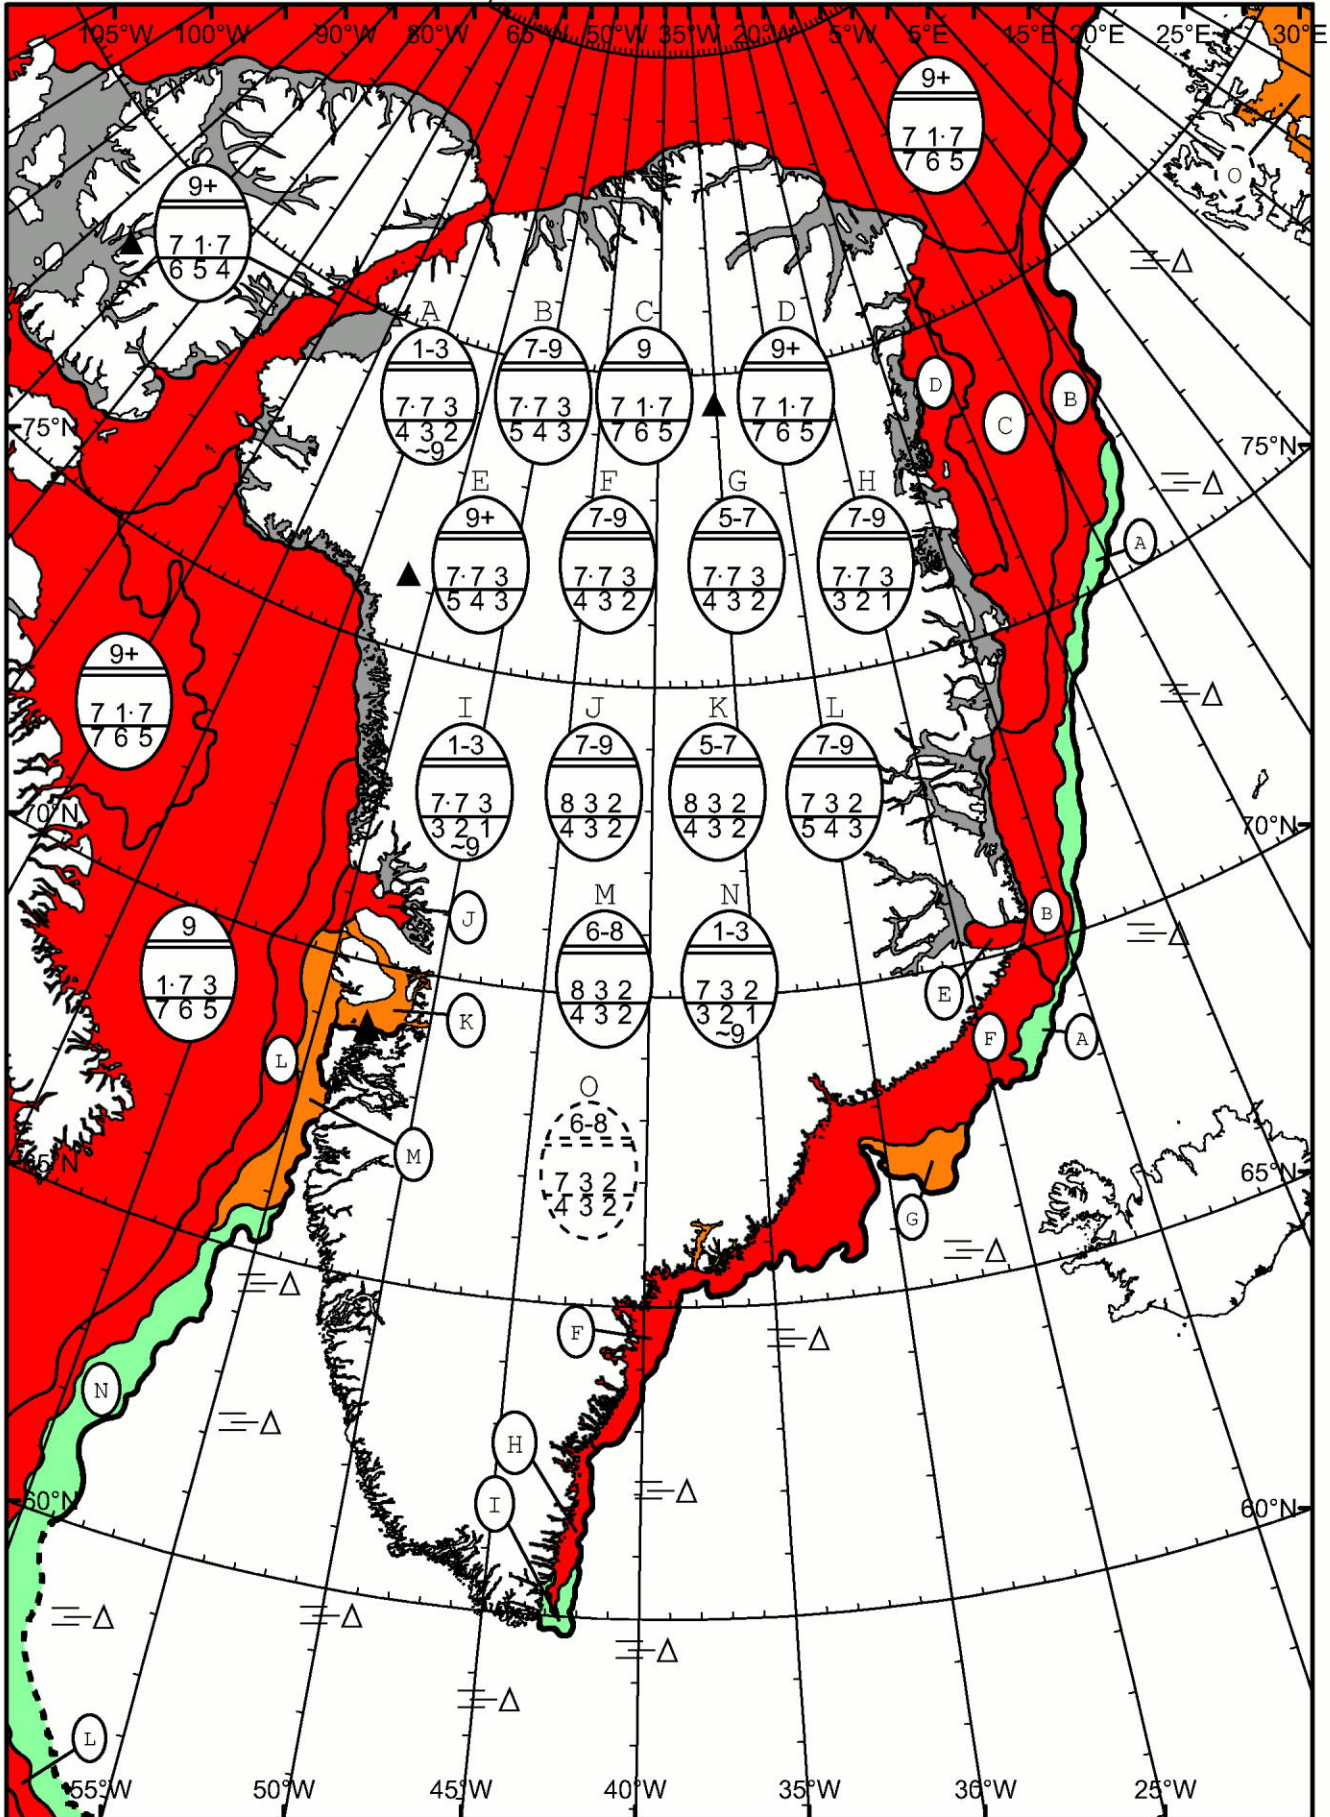 105°W 100°W 90°W 80°W 65°W 50°W 35°W 20°W 5°W 5°E 15°E 20°E 25°E 30°E
9+
7 1·7
7 6 5
O
9+
7 1·7
6 5 4
A B C D
1-3 7-9 9 9+
7·7 3 7·7 3 7 1·7 7 1·7
4 3 2 5 4 3 7 6 5 7 6 5
~9
D
B
C
75°N
75°N
E F G H
9+ 7-9 5-7 7-9
7·7 3 7·7 3 7·7 3 7·7 3
5 4 3 4 3 2 4 3 2 3 2 1
A
9+
7 1·7
7 6 5
I J K L
1-3 7-9 5-7 7-9
7·7 3 8 3 2 8 3 2 7 3 2
3 2 1 4 3 2 4 3 2 5 4 3
~9
70°N
70°N
M N
6-8 1-3
8 3 2 7 3 2
4 3 2 3 2 1
~9
J
B
9
1·7 3
7 6 5
E
K
F
A
L
O
6-8
7 3 2
4 3 2
M
65°N
G
F
N
H
I
60°N
60°N
L
55°W 50°W 45°W 40°W 35°W 30°W 25°W